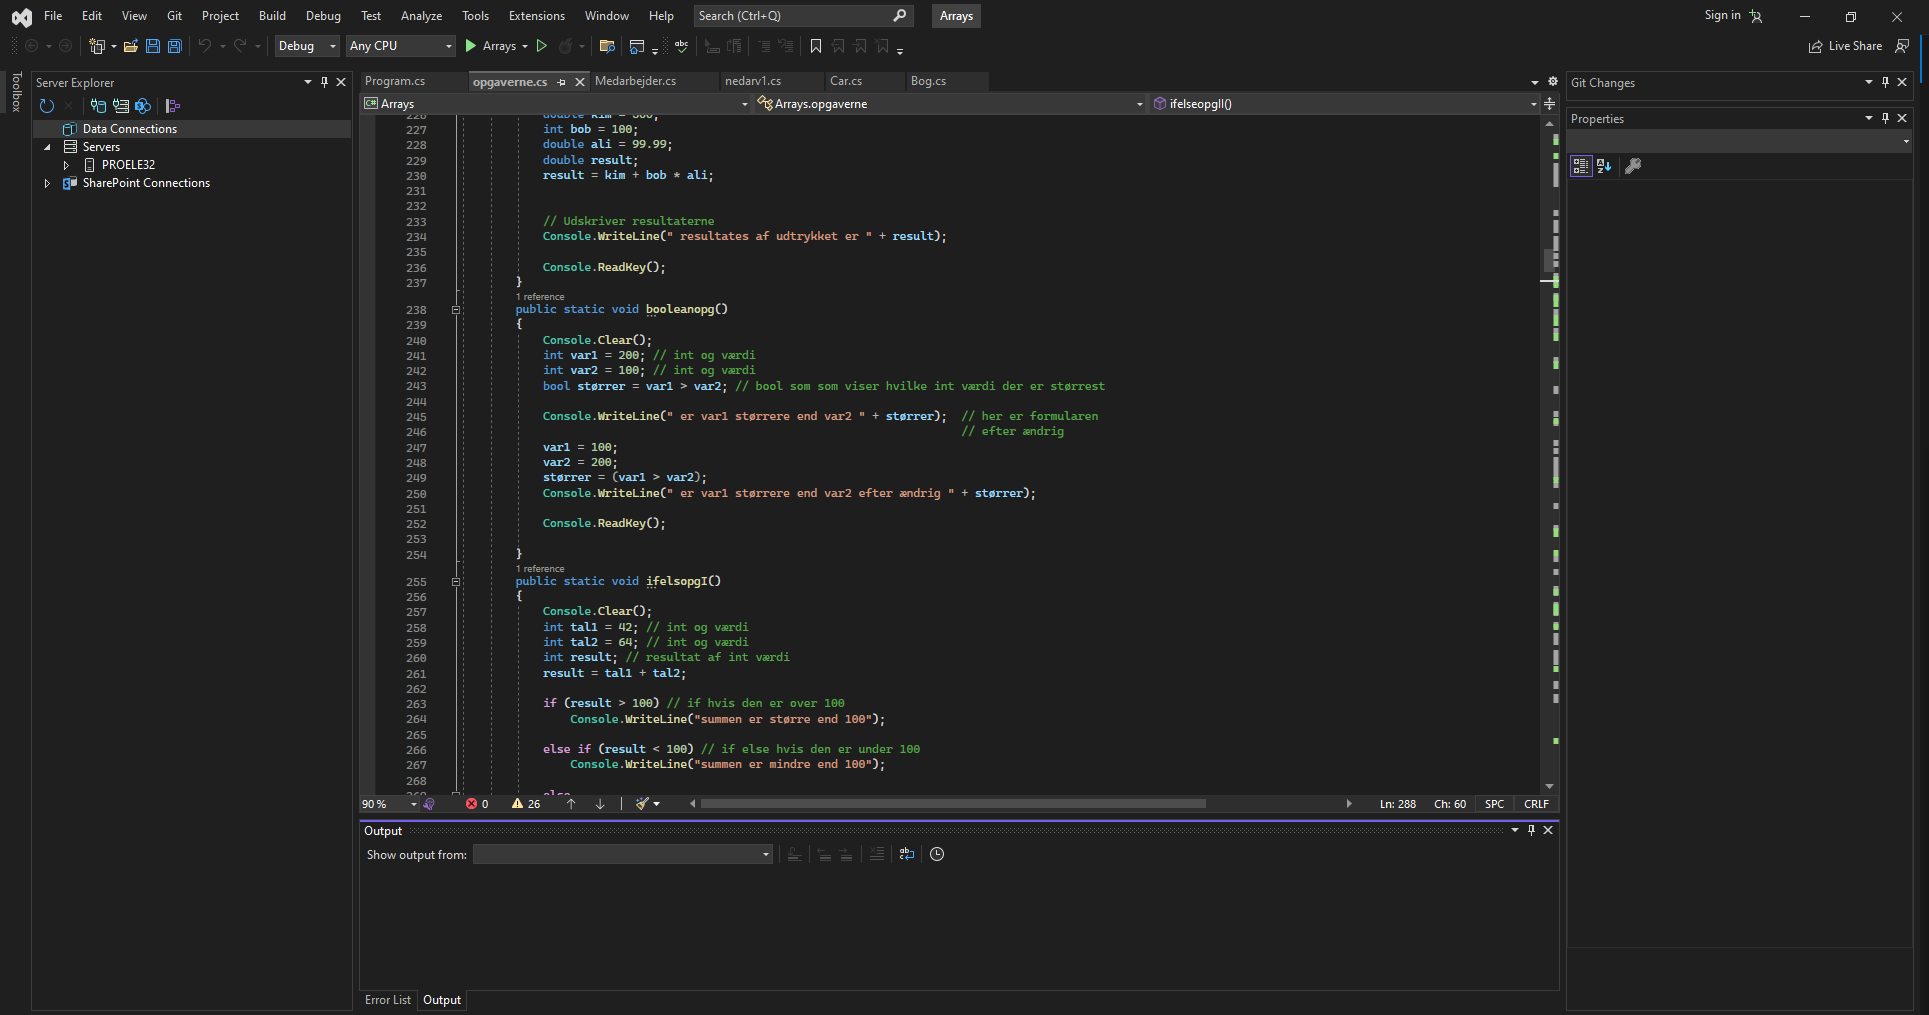 File Edit View Git Project Build Debug Test Analyze Tools Extensions Window Help Search (Ctrl+Q) Arrays Sign in
Debug Any CPU Arrays Live Share
Toolbox
Server Explorer
Data Connections
Servers
PROELE32
SharePoint Connections
Program.cs opgaverne.cs Medarbejder.cs nedarv1.cs Car.cs Bog.cs
Arrays Arrays.opgaverne ifelseopgII()
226 double kim = 300;
227 int bob = 100;
228 double ali = 99.99;
229 double result;
230 result = kim + bob * ali;
231
232
233 // Udskriver resultaterne
234 Console.WriteLine(" resultates af udtrykket er " + result);
235
236 Console.ReadKey();
237 }
1 reference
238 public static void booleanopg()
239 {
240 Console.Clear();
241 int var1 = 200; // int og værdi
242 int var2 = 100; // int og værdi
243 bool størrer = var1 > var2; // bool som som viser hvilke int værdi der er størrest
244
245 Console.WriteLine(" er var1 størrere end var2 " + størrer); // her er formularen
246 // efter ændrig
247 var1 = 100;
248 var2 = 200;
249 størrer = (var1 > var2);
250 Console.WriteLine(" er var1 størrere end var2 efter ændrig " + størrer);
251
252 Console.ReadKey();
253
254 }
1 reference
255 public static void ifelsopgI()
256 {
257 Console.Clear();
258 int tal1 = 42; // int og værdi
259 int tal2 = 64; // int og værdi
260 int result; // resultat af int værdi
261 result = tal1 + tal2;
262
263 if (result > 100) // if hvis den er over 100
264 Console.WriteLine("summen er større end 100");
265
266 else if (result < 100) // if else hvis den er under 100
267 Console.WriteLine("summen er mindre end 100");
268
269 else
90 % 0 26 Ln: 288 Ch: 60 SPC CRLF
Output
Show output from:
Error List Output
Git Changes
Properties